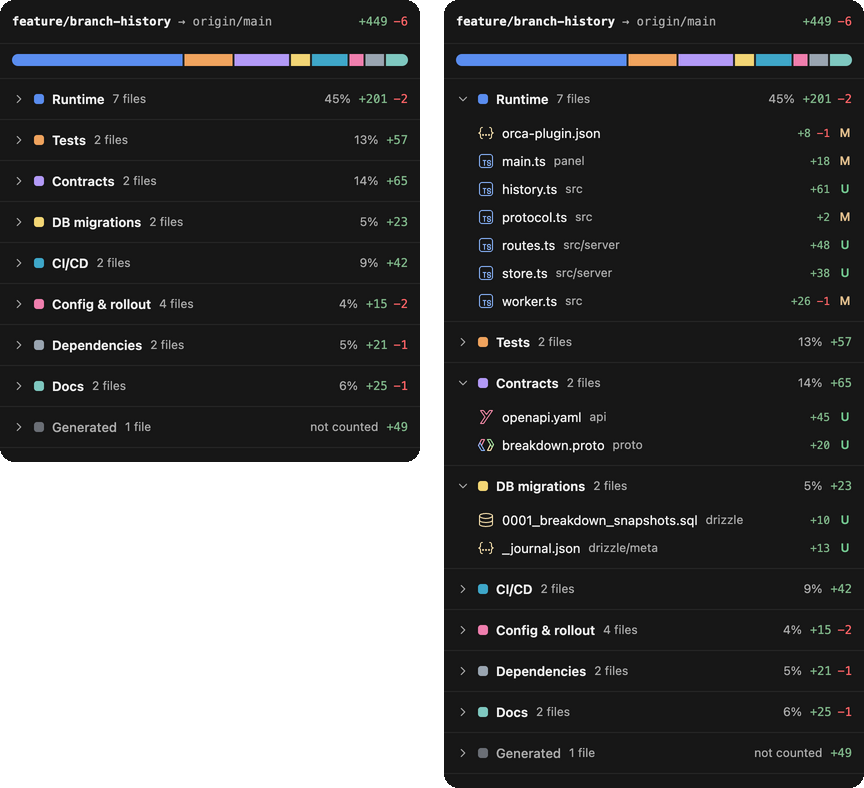 feature/branch-history → origin/main +449 −6
Runtime 7 files 45% +201 −2
Tests 2 files 13% +57
Contracts 2 files 14% +65
DB migrations 2 files 5% +23
CI/CD 2 files 9% +42
Config & rollout 4 files 4% +15 −2
Dependencies 2 files 5% +21 −1
Docs 2 files 6% +25 −1
Generated 1 file not counted +49
feature/branch-history → origin/main +449 −6
Runtime 7 files 45% +201 −2
{..} orca-plugin.json +8 −1 M
TS main.ts panel +18 M
TS history.ts src +61 U
TS protocol.ts src +2 M
TS routes.ts src/server +48 U
TS store.ts src/server +38 U
TS worker.ts src +26 −1 M
Tests 2 files 13% +57
Contracts 2 files 14% +65
openapi.yaml api +45 U
breakdown.proto proto +20 U
DB migrations 2 files 5% +23
0001_breakdown_snapshots.sql drizzle +10 U
{..} _journal.json drizzle/meta +13 U
CI/CD 2 files 9% +42
Config & rollout 4 files 4% +15 −2
Dependencies 2 files 5% +21 −1
Docs 2 files 6% +25 −1
Generated 1 file not counted +49